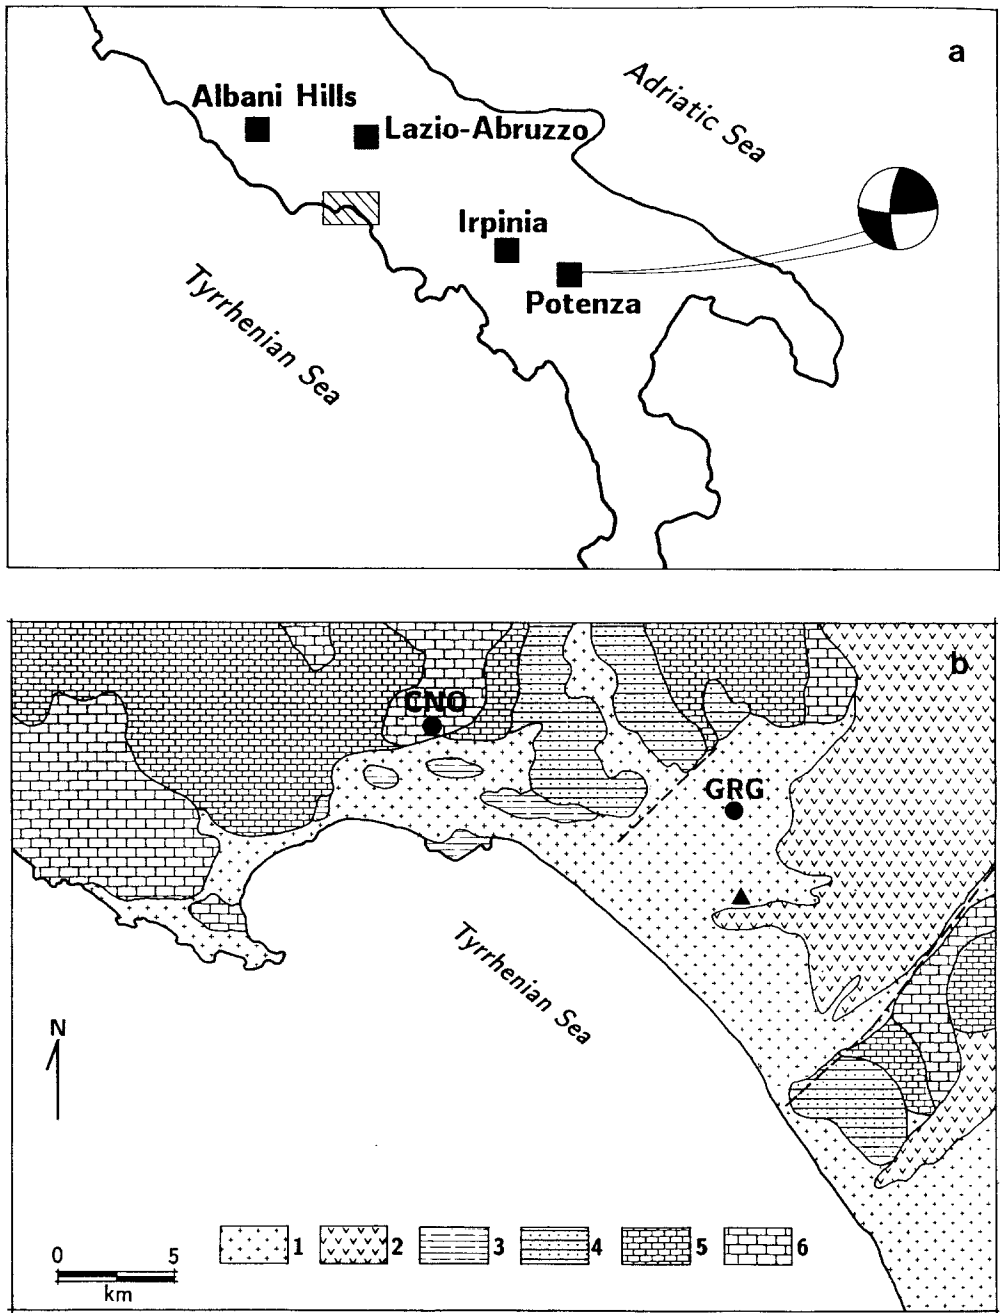 a
Adriatic Sea
Albani Hills
Lazio-Abruzzo
Irpinia
Potenza
Tyrrhenian Sea
b
CNO
GRG
Tyrrhenian Sea
N
0 5
km
1 2 3 4 5 6